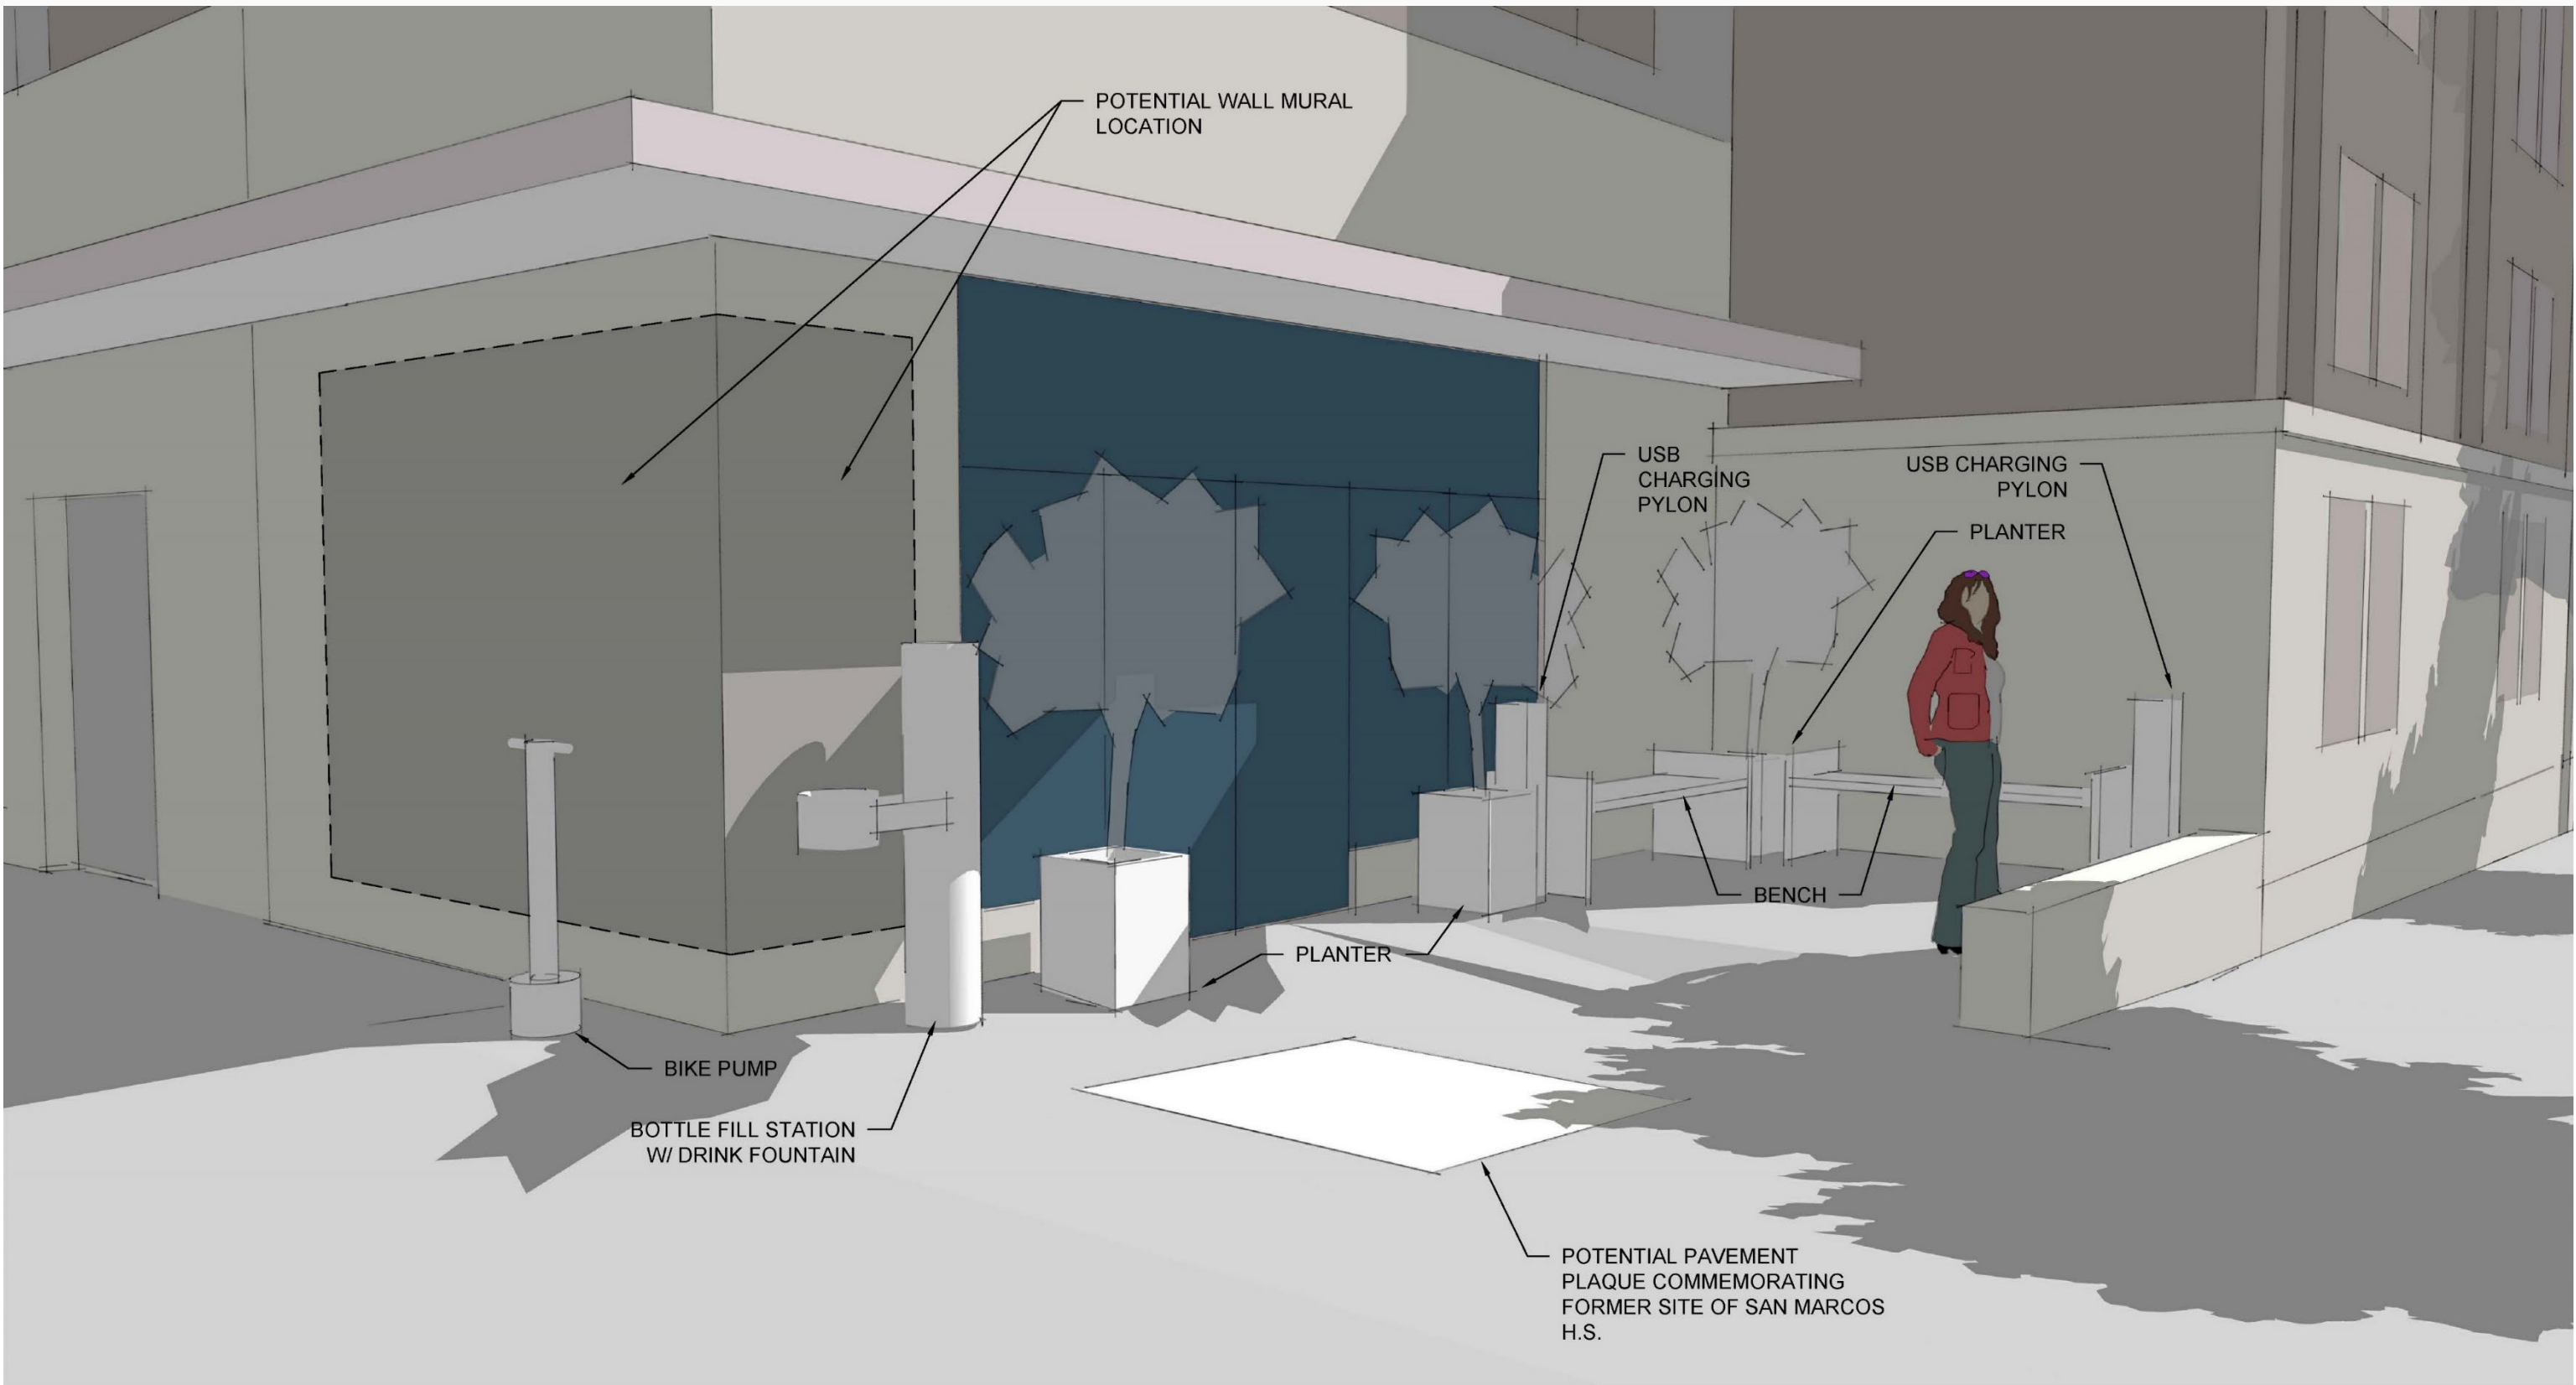 POTENTIAL WALL MURAL
LOCATION
USB
CHARGING
PYLON
USB CHARGING
PYLON
PLANTER
BENCH
PLANTER
BIKE PUMP
BOTTLE FILL STATION
W/ DRINK FOUNTAIN
POTENTIAL PAVEMENT
PLAQUE COMMEMORATING
FORMER SITE OF SAN MARCOS
H.S.